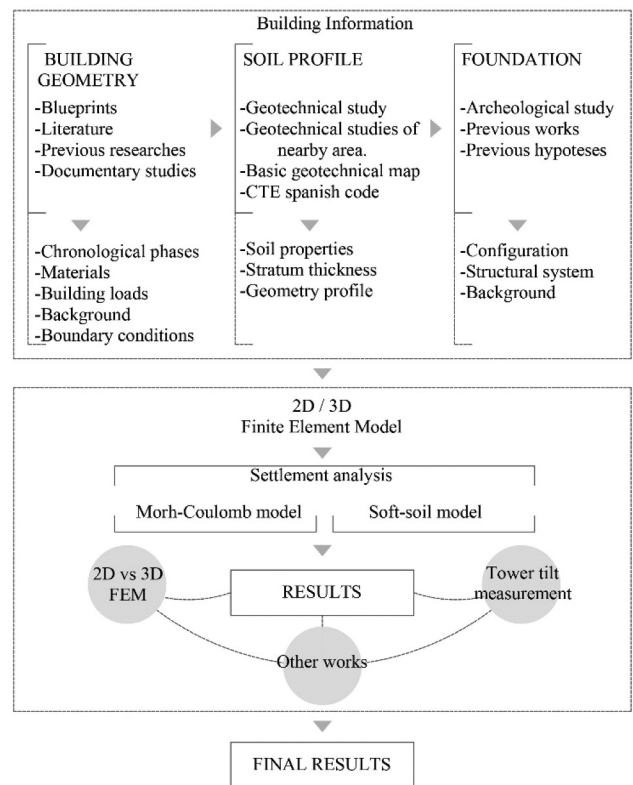 Building Information
BUILDING
GEOMETRY
-Blueprints
-Literature
-Previous researches
-Documentary studies
-Chronological phases
-Materials
-Building loads
-Background
-Boundary conditions
SOIL PROFILE
-Geotechnical study
-Geotechnical studies of
nearby area.
-Basic geotechnical map
-CTE spanish code
-Soil properties
-Stratum thickness
-Geometry profile
FOUNDATION
-Archeological study
-Previous works
-Previous hypoteses
-Configuration
-Structural system
-Background
2D / 3D
Finite Element Model
Settlement analysis
Morh-Coulomb model
Soft-soil model
2D vs 3D
FEM
RESULTS
Tower tilt
measurement
Other works
FINAL RESULTS